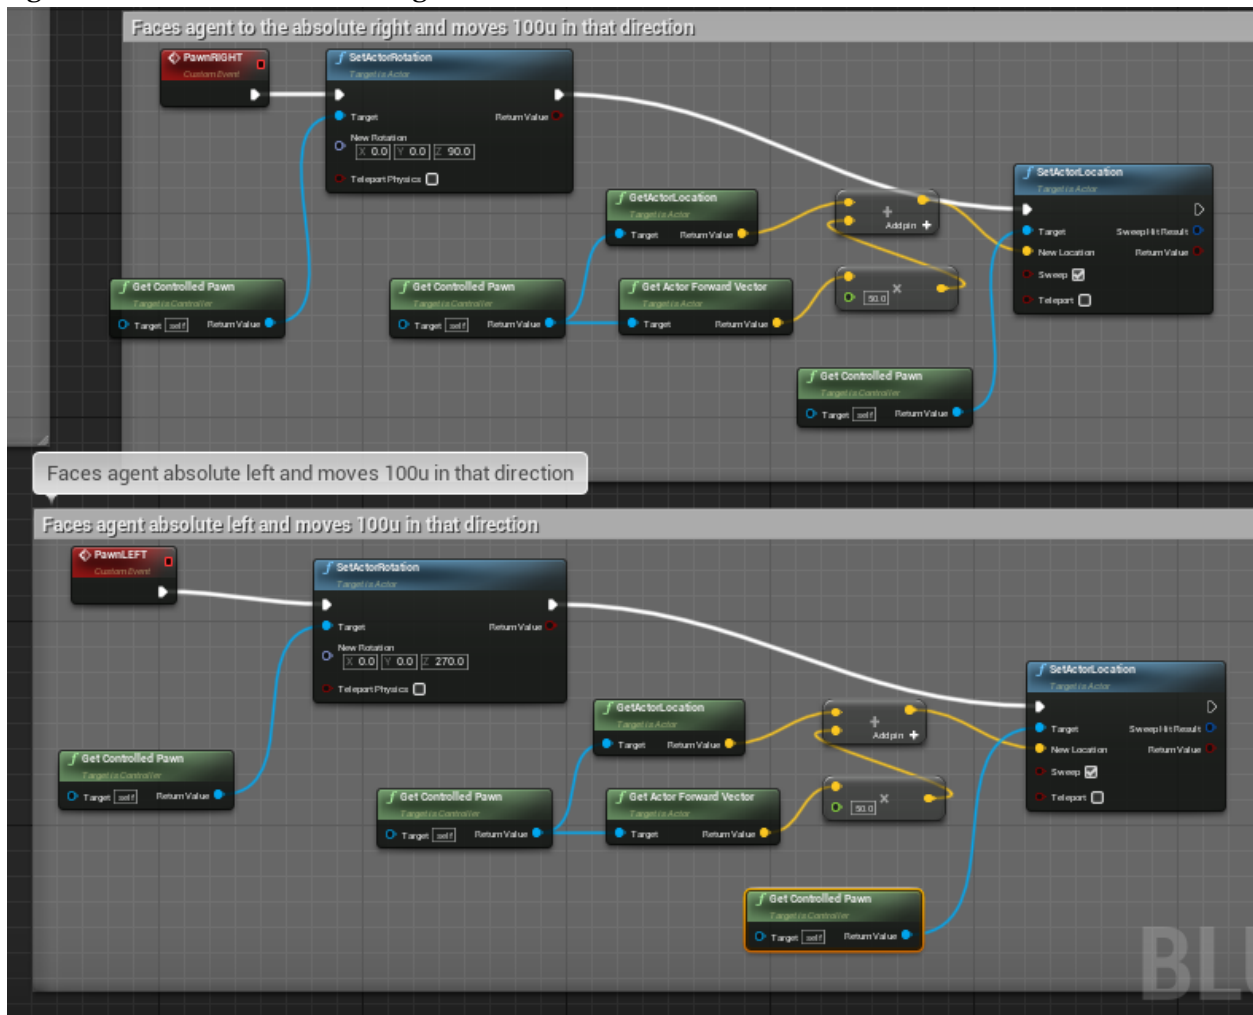 Faces agent to the absolute right and moves 100u in that direction
PawnRIGHT
Custom Event
SetActorRotation
Target is Actor
Target
Return Value
New Rotation
X 0.0 Y 0.0 Z 90.0
Teleport Physics
Get Controlled Pawn
Target is Controller
Target self Return Value
Get Controlled Pawn
Target is Controller
Target self Return Value
GetActorLocation
Target is Actor
Target Return Value
Get Actor Forward Vector
Target is Actor
Target Return Value
+
Add pin +
50.0 ×
Get Controlled Pawn
Target is Controller
Target self Return Value
SetActorLocation
Target is Actor
Target Sweep Hit Result
New Location Return Value
Sweep
Teleport
Faces agent absolute left and moves 100u in that direction
Faces agent absolute left and moves 100u in that direction
PawnLEFT
Custom Event
SetActorRotation
Target is Actor
Target
Return Value
New Rotation
X 0.0 Y 0.0 Z 270.0
Teleport Physics
Get Controlled Pawn
Target is Controller
Target self Return Value
Get Controlled Pawn
Target is Controller
Target self Return Value
GetActorLocation
Target is Actor
Target Return Value
Get Actor Forward Vector
Target is Actor
Target Return Value
+
Add pin +
50.0 ×
Get Controlled Pawn
Target is Controller
Target self Return Value
SetActorLocation
Target is Actor
Target Sweep Hit Result
New Location Return Value
Sweep
Teleport